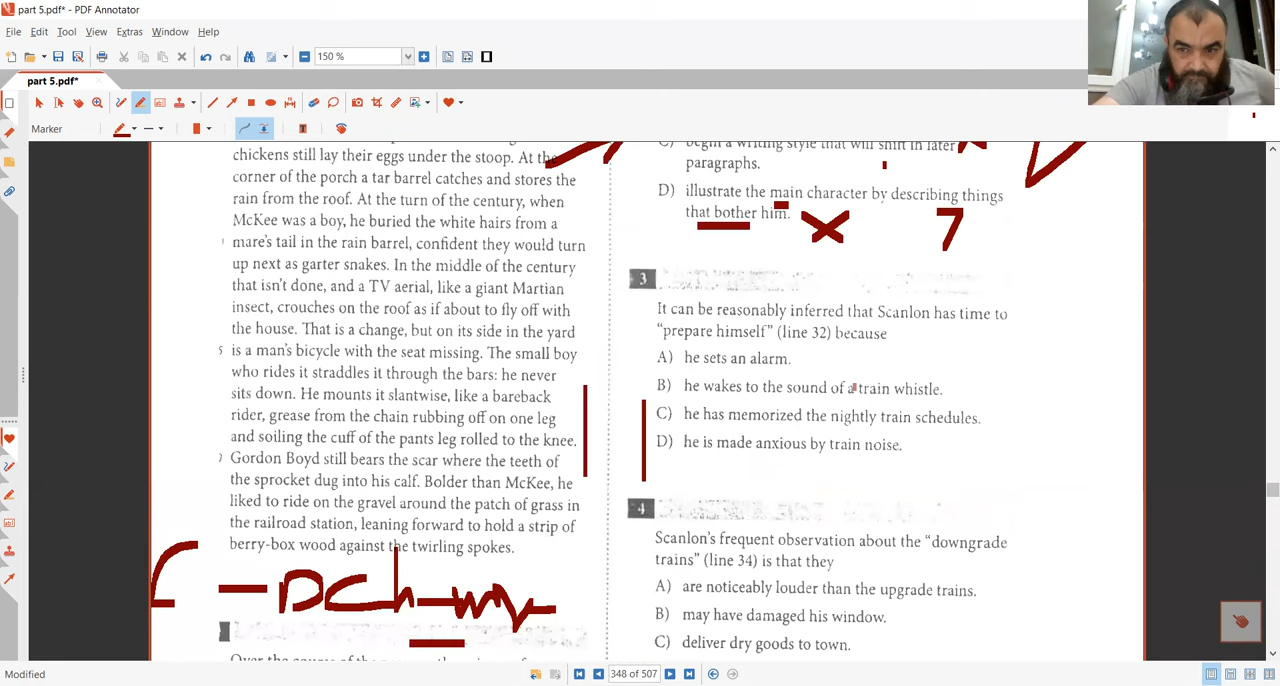 part 5.pdf* - PDF Annotator
File Edit Tool View Extras Window Help
150 %
part 5.pdf*
Marker
chickens still lay their eggs under the stoop. At the
corner of the porch a tar barrel catches and stores the
rain from the roof. At the turn of the century, when
McKee was a boy, he buried the white hairs from a
mare's tail in the rain barrel, confident they would turn
up next as garter snakes. In the middle of the century
that isn't done, and a TV aerial, like a giant Martian
insect, crouches on the roof as if about to fly off with
the house. That is a change, but on its side in the yard
is a man's bicycle with the seat missing. The small boy
who rides it straddles it through the bars: he never
sits down. He mounts it slantwise, like a bareback
rider, grease from the chain rubbing off on one leg
and soiling the cuff of the pants leg rolled to the knee.
Gordon Boyd still bears the scar where the teeth of
the sprocket dug into his calf. Bolder than McKee, he
liked to ride on the gravel around the patch of grass in
the railroad station, leaning forward to hold a strip of
berry-box wood against the twirling spokes.
C) begin a writing style that will shift in later
paragraphs.
D) illustrate the main character by describing things
that bother him.
7
3
It can be reasonably inferred that Scanlon has time to
"prepare himself" (line 32) because
A) he sets an alarm.
B) he wakes to the sound of a train whistle.
C) he has memorized the nightly train schedules.
D) he is made anxious by train noise.
4
Scanlon's frequent observation about the "downgrade
trains" (line 34) is that they
A) are noticeably louder than the upgrade trains.
B) may have damaged his window.
C) deliver dry goods to town.
Modified
348 of 507